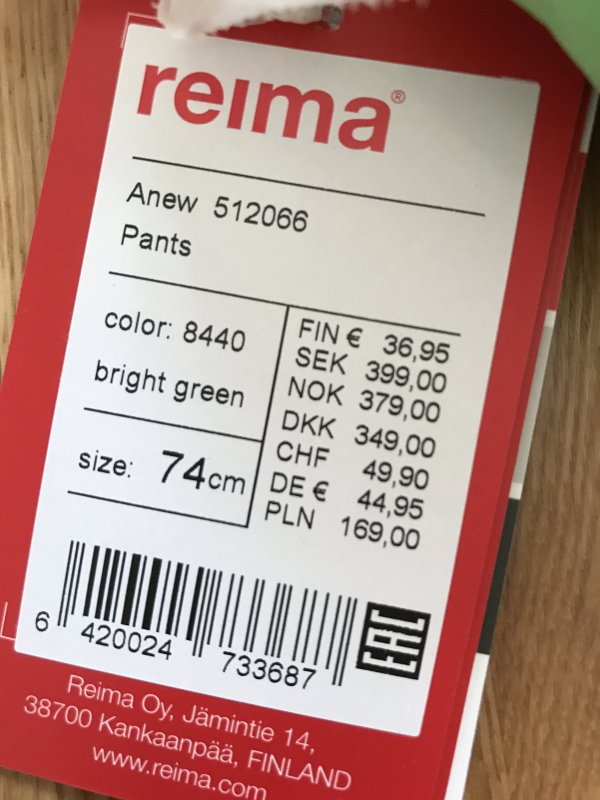 reima®
Anew 512066
Pants
color: 8440
bright green
size: 74cm
FIN € 36,95
SEK 399,00
NOK 379,00
DKK 349,00
CHF 49,90
DE € 44,95
PLN 169,00
6 420024 733687
EAC
Reima Oy, Jämintie 14,
38700 Kankaanpää, FINLAND
www.reima.com